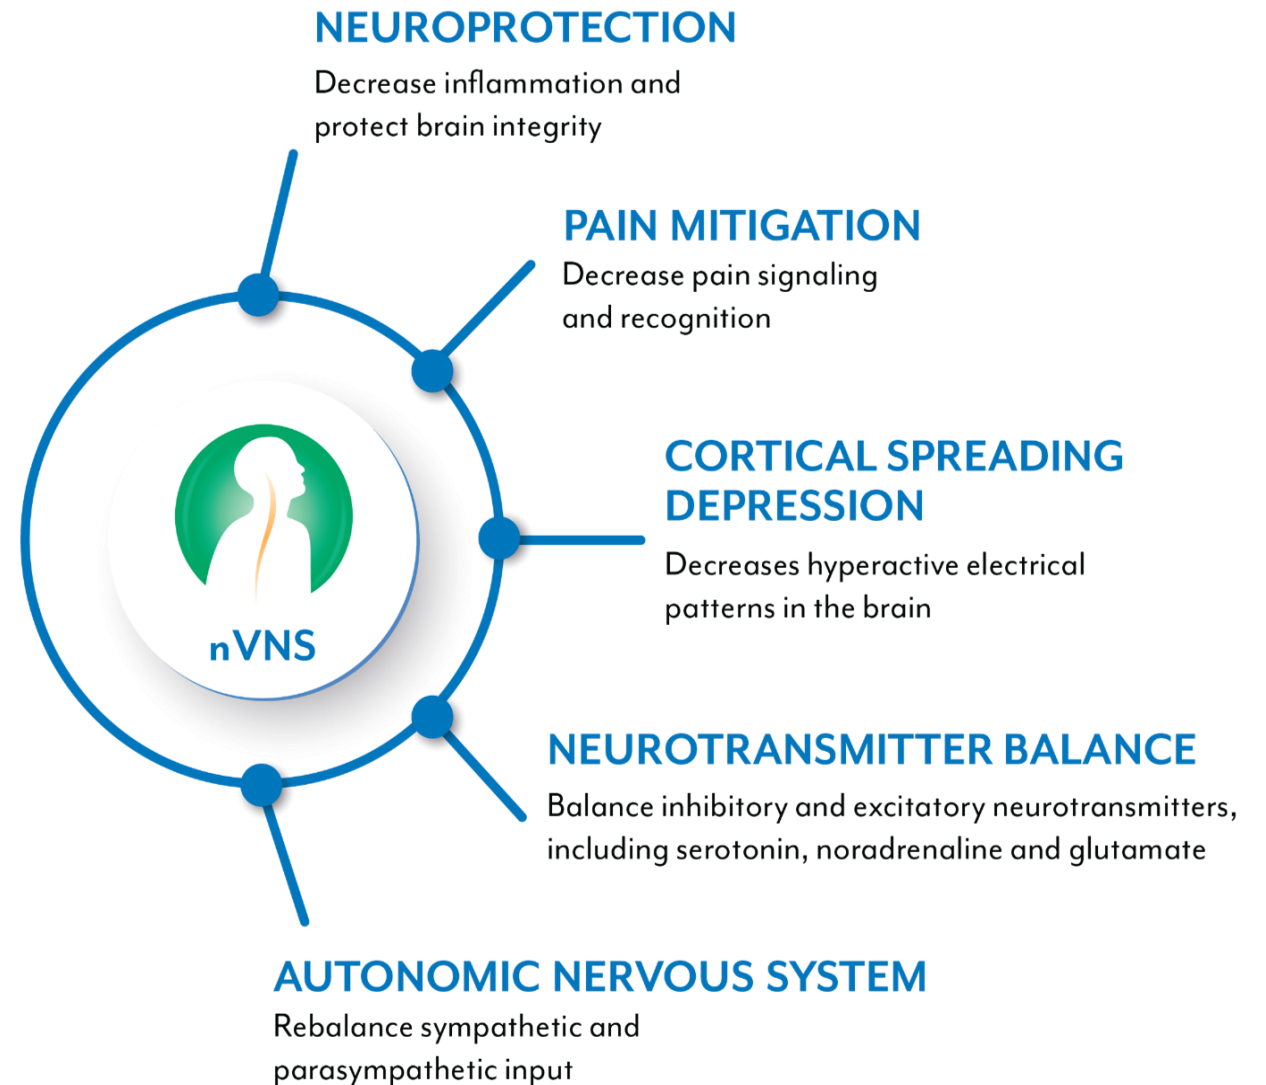 NEUROPROTECTION
Decrease inflammation and
protect brain integrity
PAIN MITIGATION
Decrease pain signaling
and recognition
CORTICAL SPREADING
DEPRESSION
Decreases hyperactive electrical
patterns in the brain
nVNS
NEUROTRANSMITTER BALANCE
Balance inhibitory and excitatory neurotransmitters,
including serotonin, noradrenaline and glutamate
AUTONOMIC NERVOUS SYSTEM
Rebalance sympathetic and
parasympathetic input